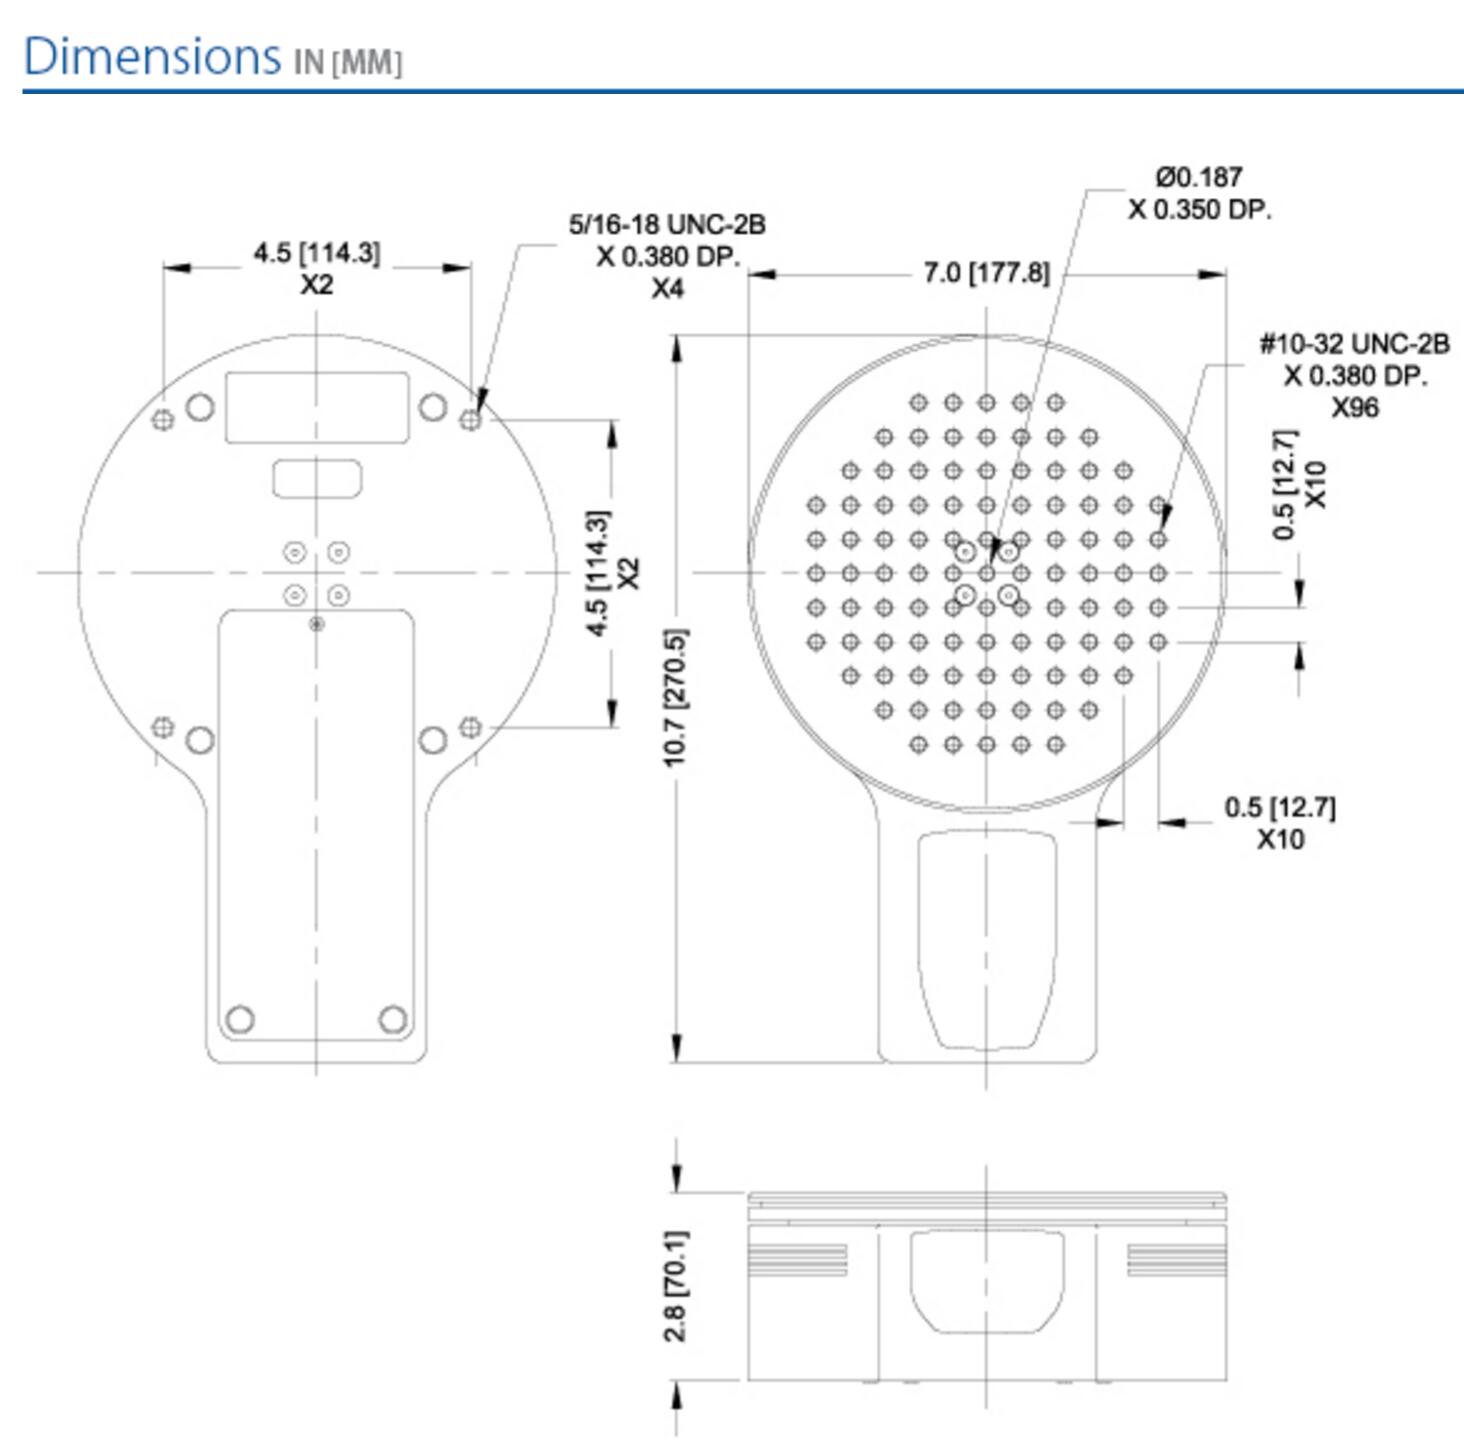 Dimensions IN [MM]
4.5 [114.3]
X2
5/16-18 UNC-2B
X 0.380 DP.
X4
Ø0.187
X 0.350 DP.
7.0 [177.8]
#10-32 UNC-2B
X 0.380 DP.
X96
0.5 [12.7]
X10
4.5 [114.3]
X2
10.7 [270.5]
0.5 [12.7]
X10
2.8 [70.1]